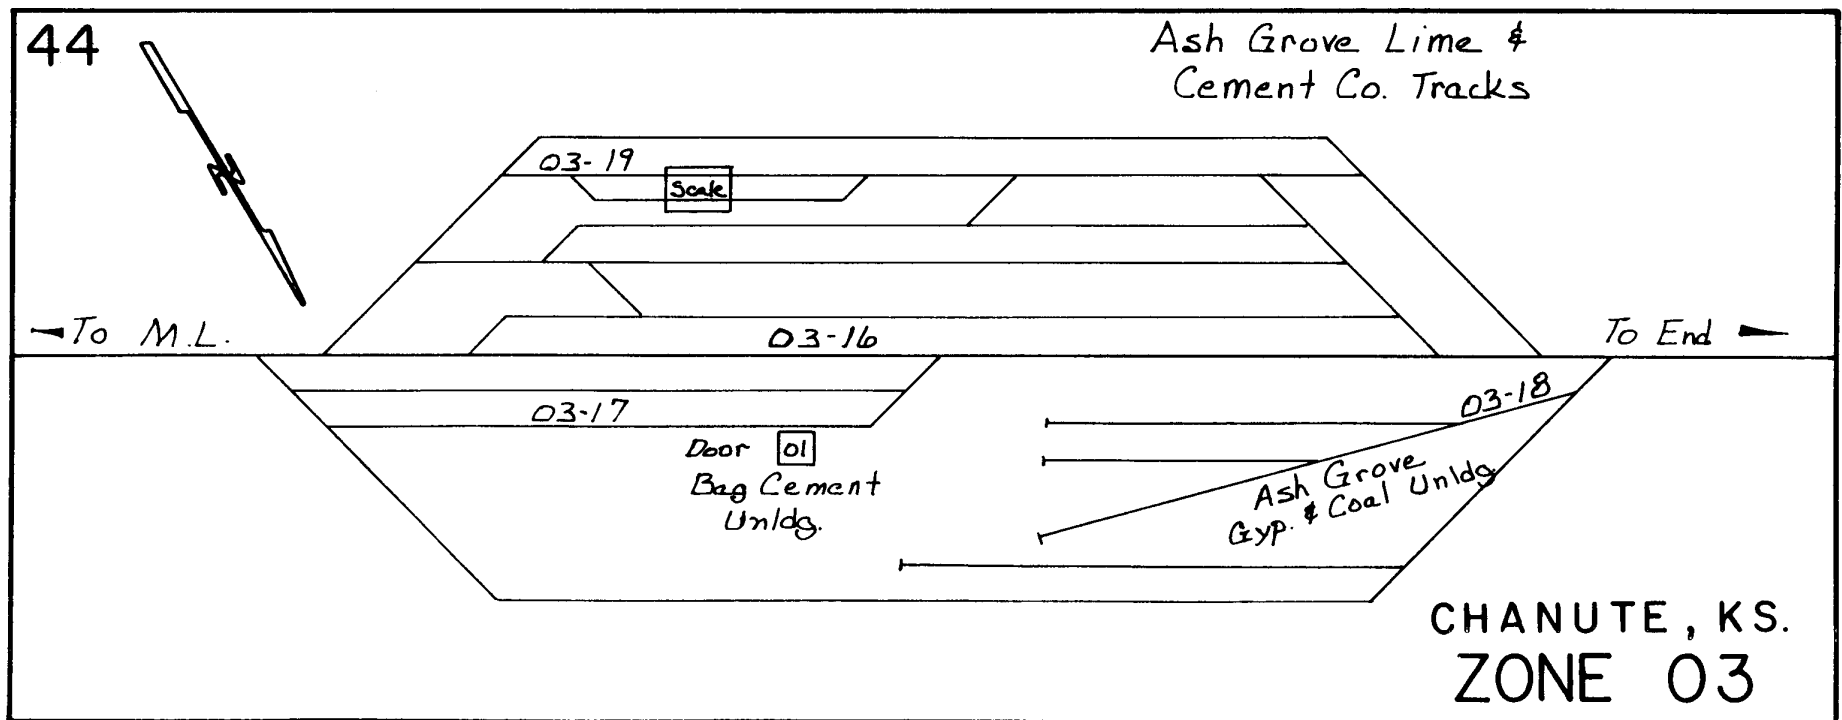 44
Ash Grove Lime &
Cement Co. Tracks
03-19
Scale
To M.L.
03-16
To End
03-17
03-18
Door 01
Bag Cement
Unldg.
Ash Grove
Gyp. & Coal Unldg.
CHANUTE, KS.
ZONE 03